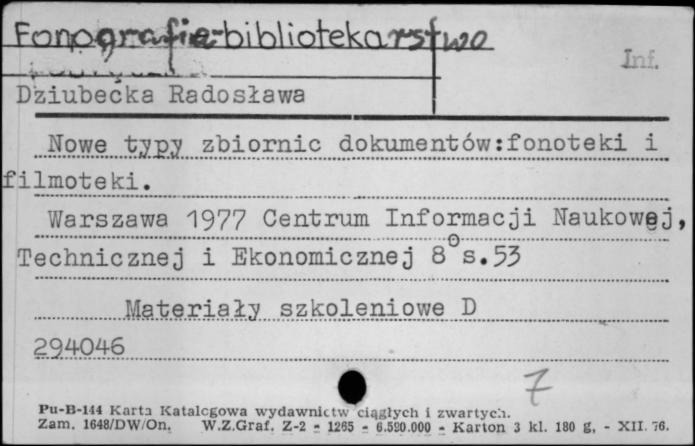 Fonografia-bibliotekarstwo
Inf.
Dziubecka Radosława
Nowe typy zbiornic dokumentów:fonoteki i
filmoteki.
Warszawa 1977 Centrum Informacji Naukowej,
Technicznej i Ekonomicznej 8° s.53
Materiały szkoleniowe D
294046
7
Pu-B-144 Karta Katalogowa wydawnictw ciągłych i zwartych.
Zam. 1648/DW/On. W.Z.Graf. Z-2 - 1265 - 6.590.000 - Karton 3 kl. 180 g, - XII. 76.